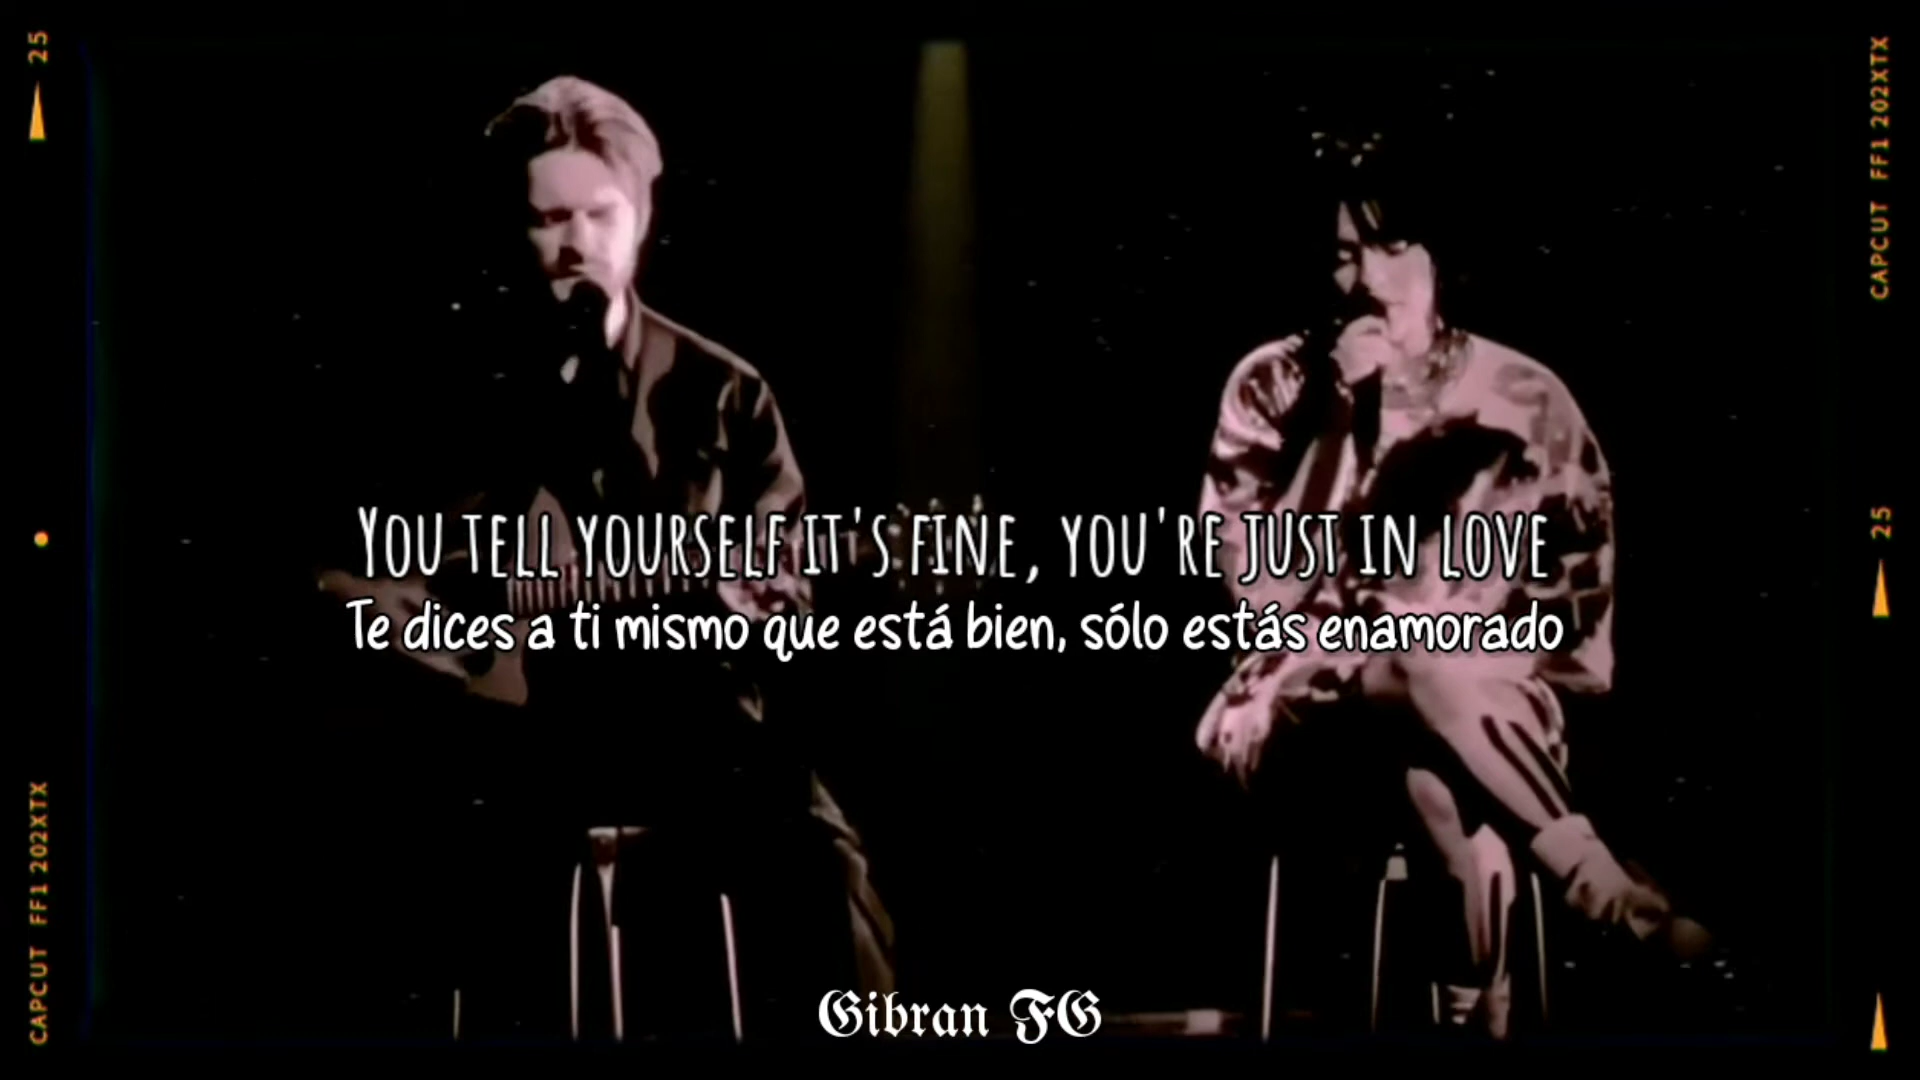 25
CAPCUT FF1 202XTX
YOU TELL YOURSELF IT'S FINE, YOU'RE JUST IN LOVE
Te dices a ti mismo que está bien, sólo estás enamorado
25
CAPCUT FF1 202XTX
Gibran FG